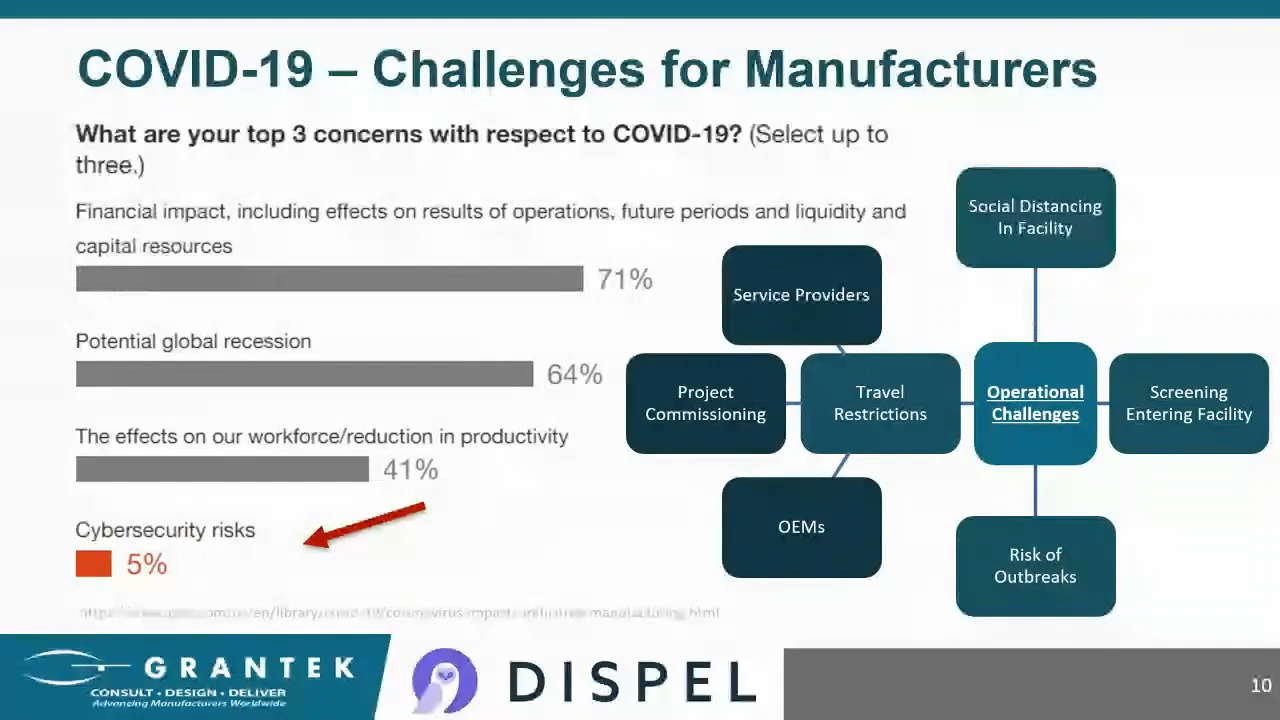 COVID-19 – Challenges for Manufacturers
What are your top 3 concerns with respect to COVID-19? (Select up to
three.)
Financial impact, including effects on results of operations, future periods and liquidity and
capital resources
71%
Potential global recession
64%
The effects on our workforce/reduction in productivity
41%
Cybersecurity risks
5%
Social Distancing
In Facility
Service Providers
Project
Commissioning
Travel
Restrictions
Operational
Challenges
Screening
Entering Facility
OEMs
Risk of
Outbreaks
GRANTEK
CONSULT • DESIGN • DELIVER
Advancing Manufacturers Worldwide
DISPEL
10